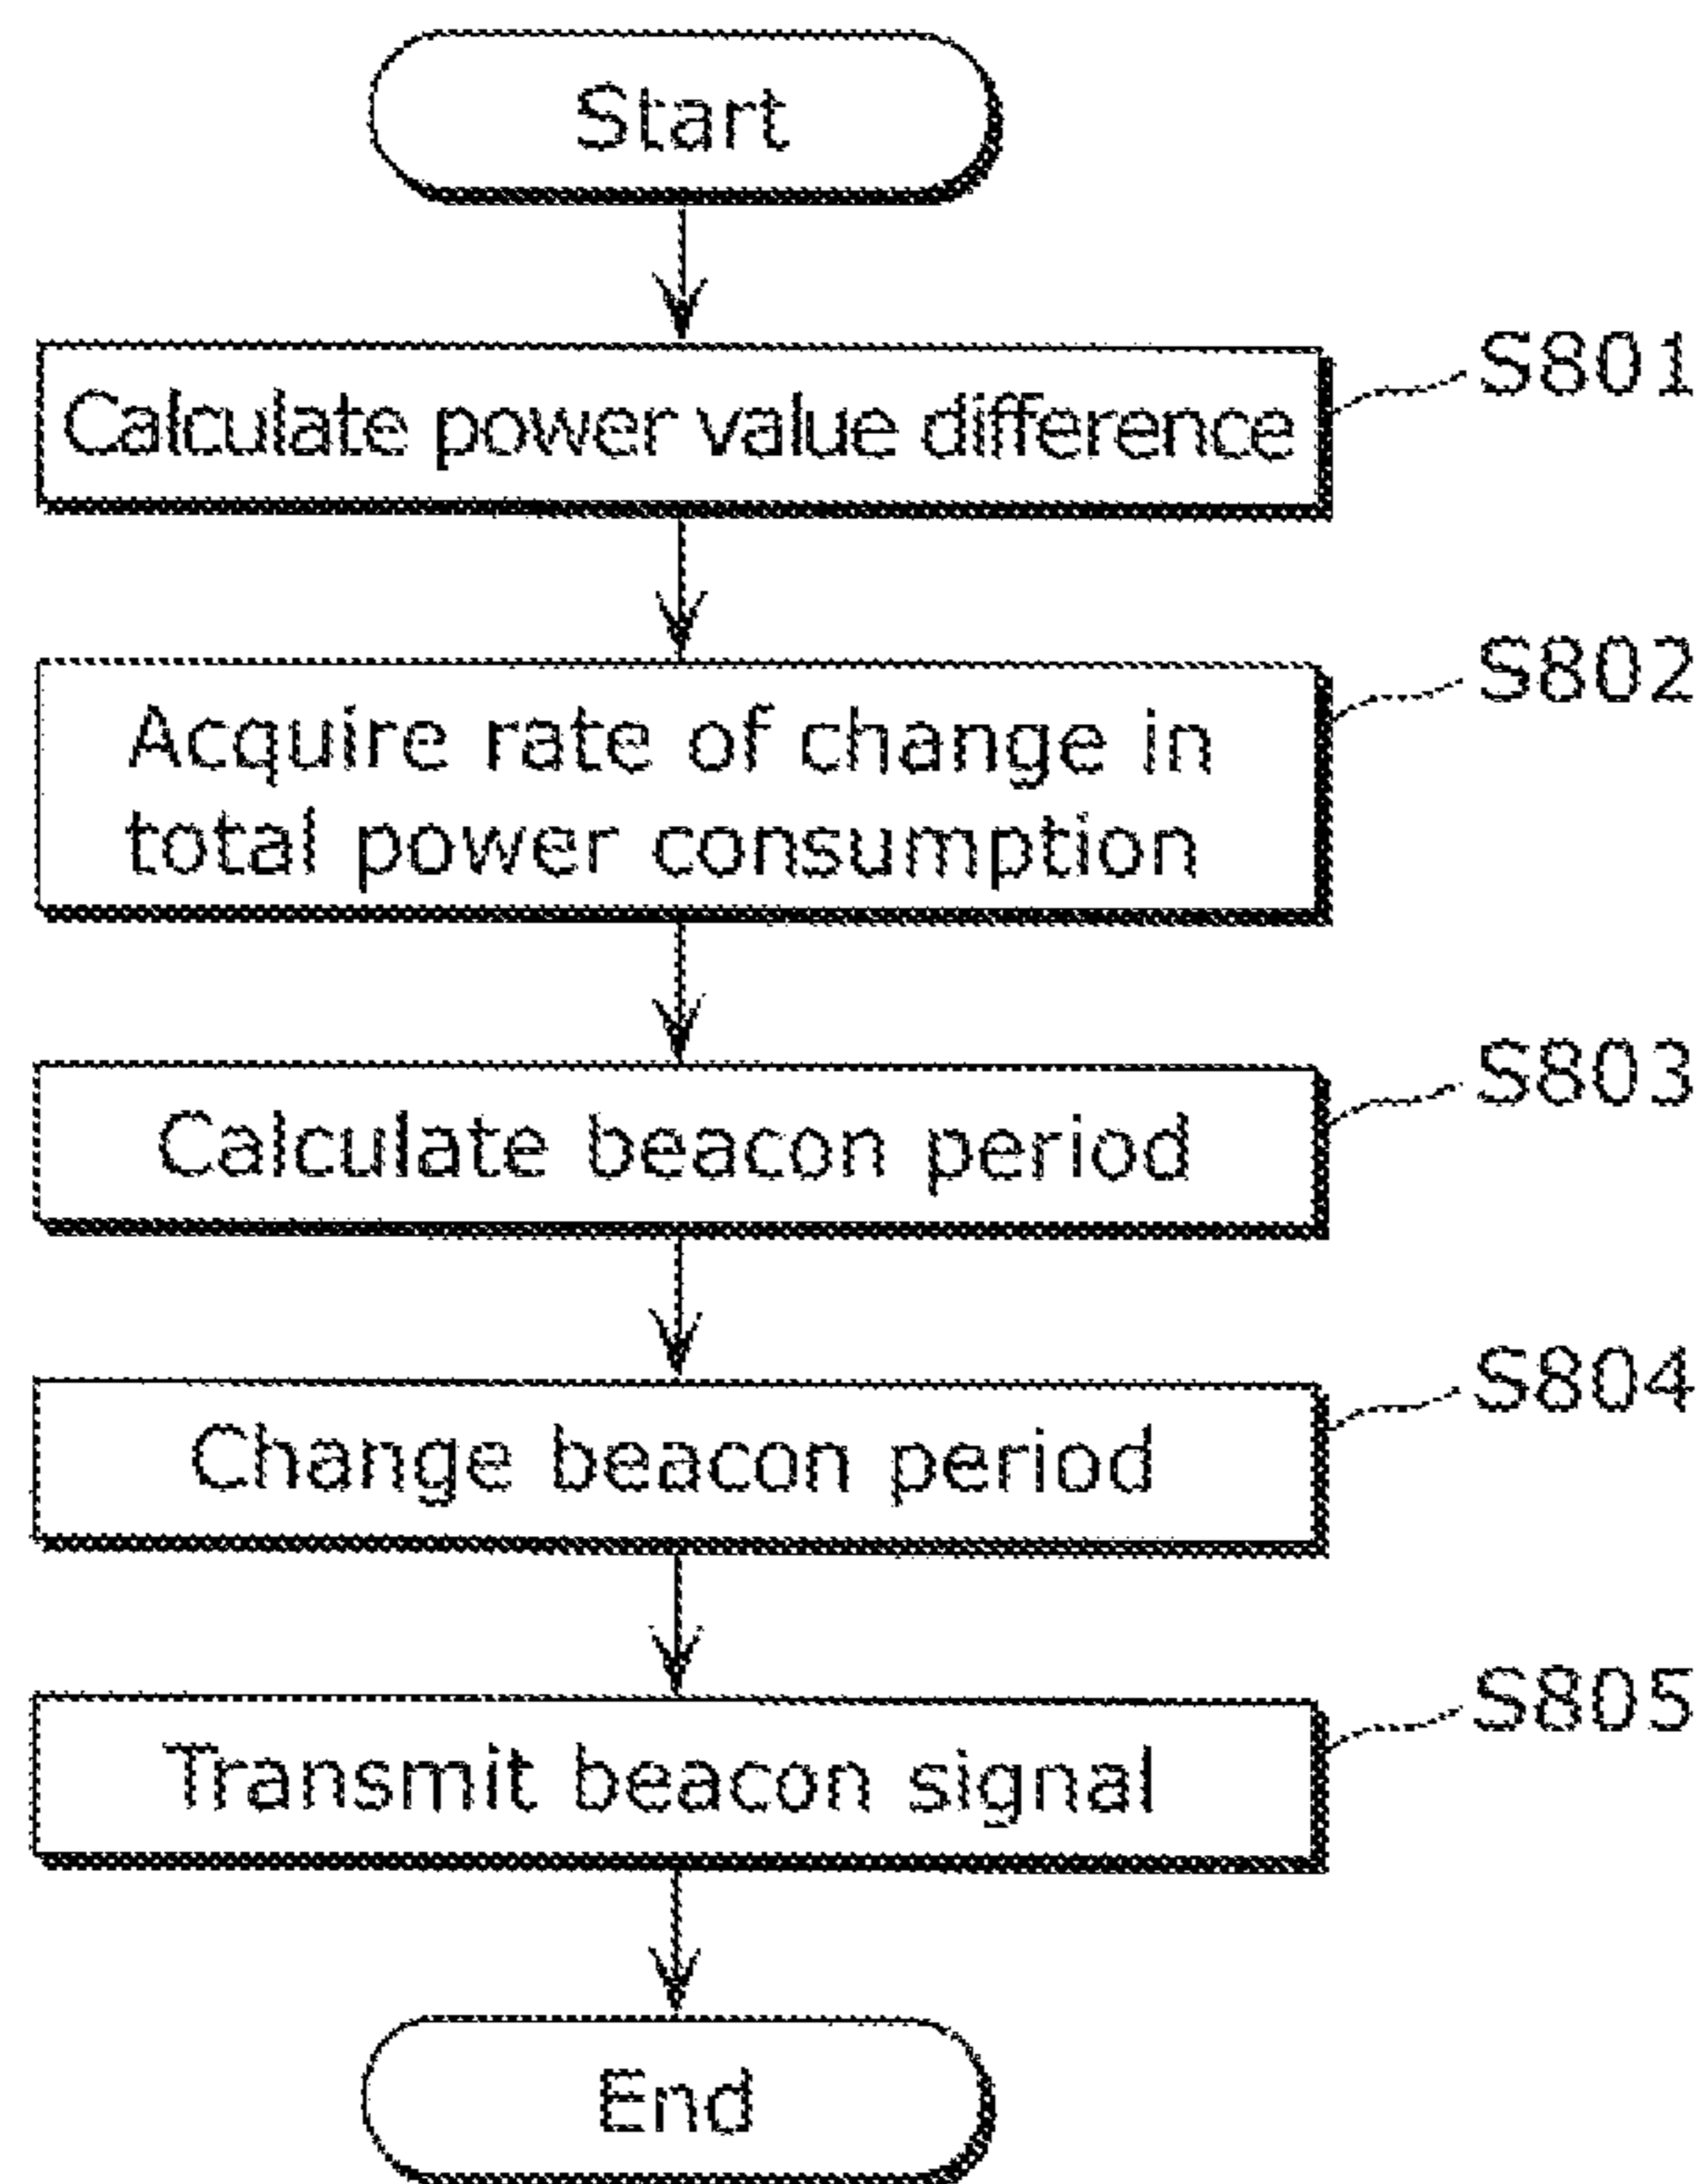 Start
S801
Calculate power value difference
S802
Acquire rate of change in
total power consumption
S803
Calculate beacon period
S804
Change beacon period
S805
Transmit beacon signal
End